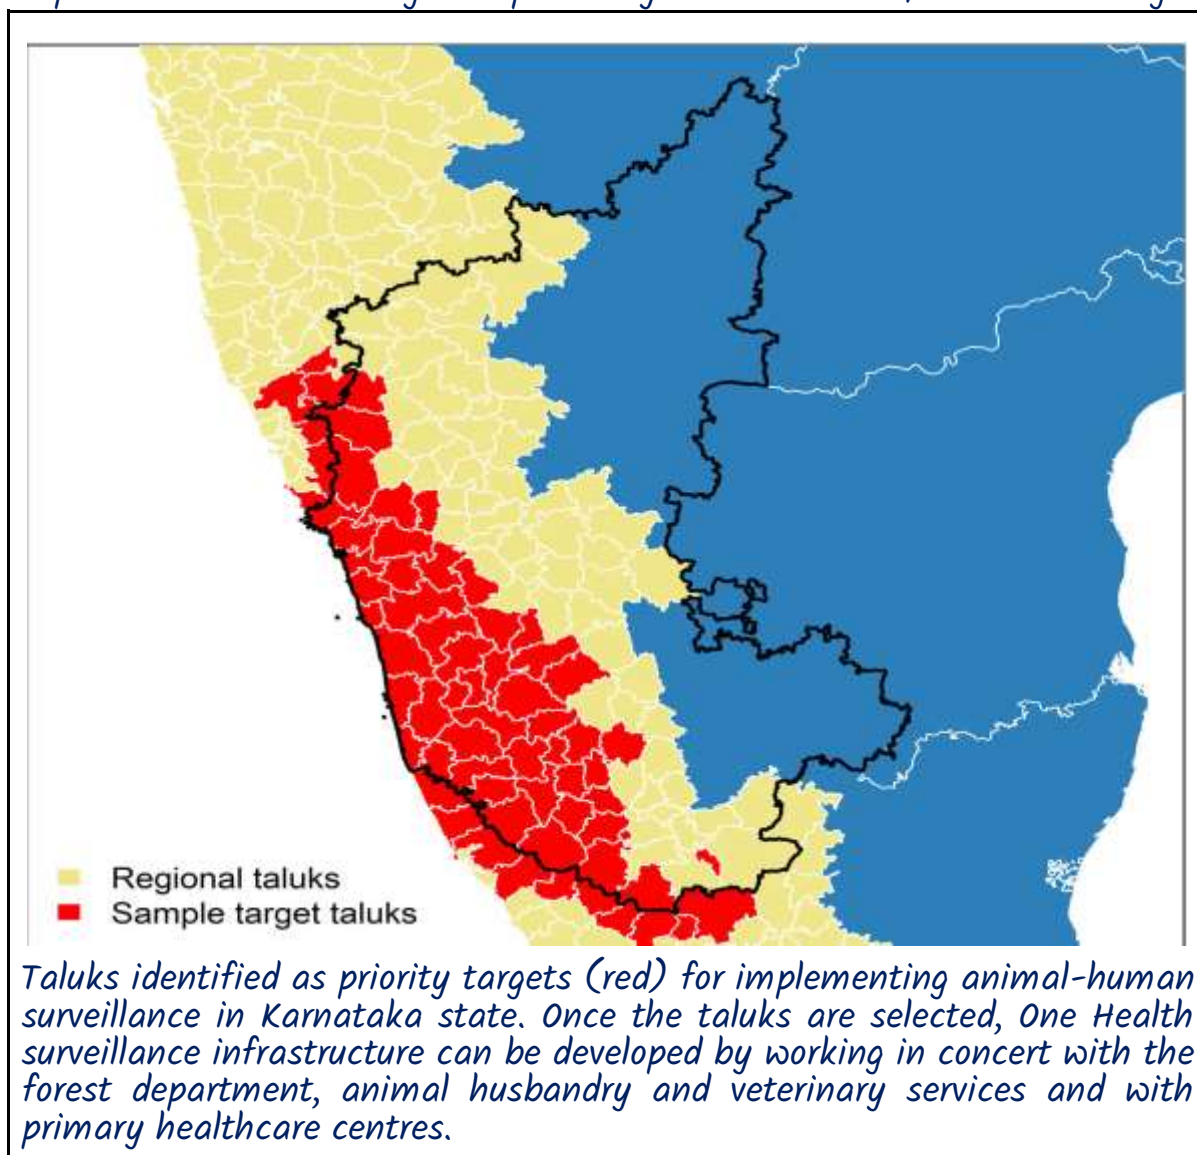 Regional taluks
Sample target taluks
Taluks identified as priority targets (red) for implementing animal-human
surveillance in Karnataka state. Once the taluks are selected, One Health
surveillance infrastructure can be developed by working in concert with the
forest department, animal husbandry and veterinary services and with
primary healthcare centres.